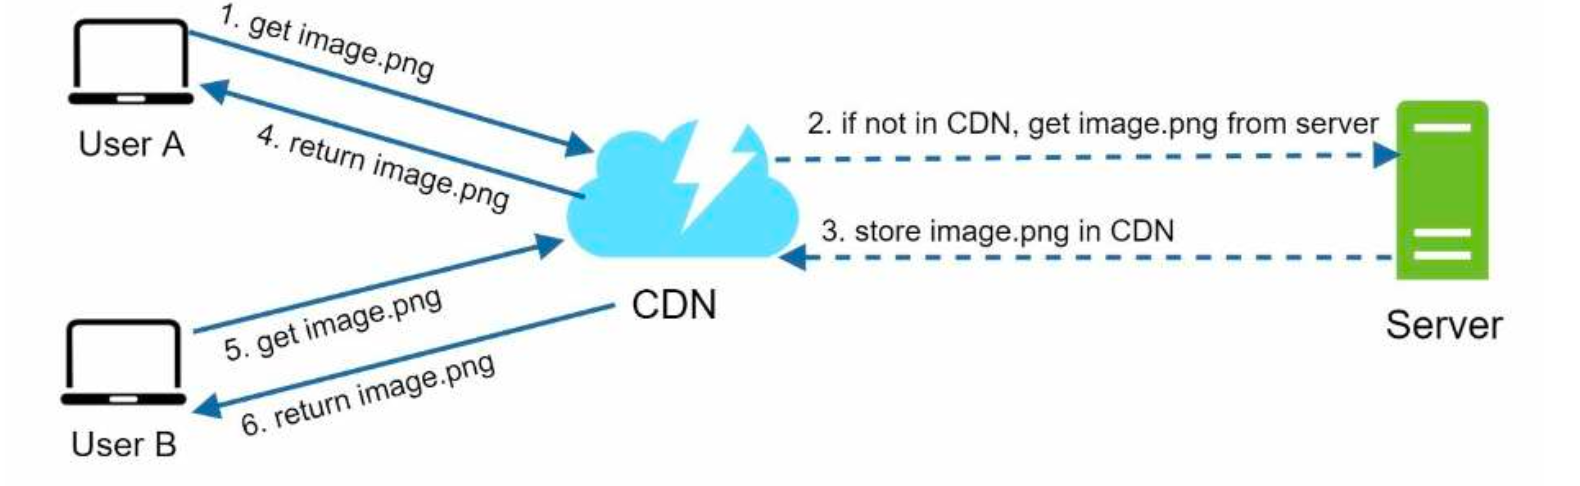 1. get image.png
User A
4. return image.png
2. if not in CDN, get image.png from server
3. store image.png in CDN
CDN
Server
5. get image.png
6. return image.png
User B